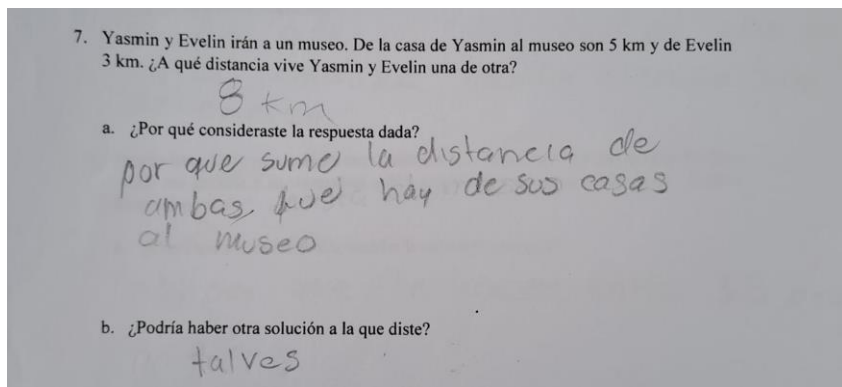 7. Yasmin y Evelin irán a un museo. De la casa de Yasmin al museo son 5 km y de Evelin
3 km. ¿A qué distancia vive Yasmin y Evelin una de otra?
8 km
a. ¿Por qué consideraste la respuesta dada?
por que sume la distancia de
ambas que hay de sus casas
al museo
b. ¿Podría haber otra solución a la que diste?
talves